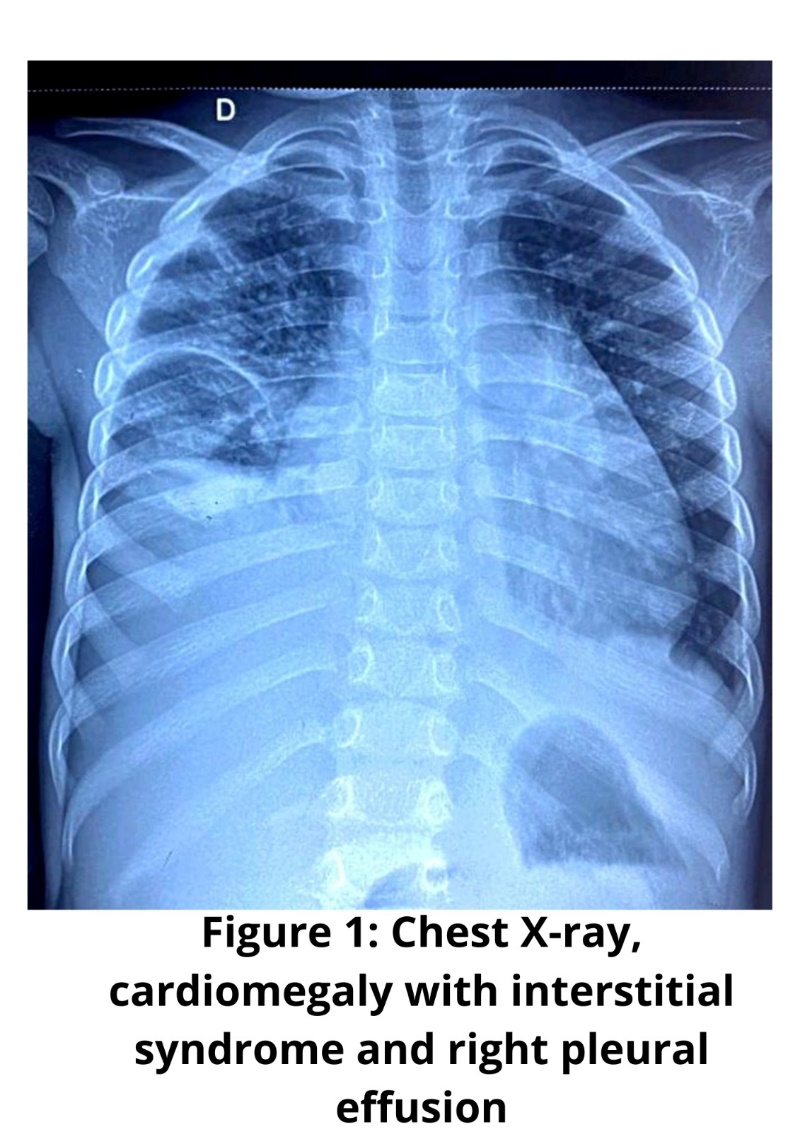 D
Figure 1: Chest X-ray,
cardiomegaly with interstitial
syndrome and right pleural
effusion